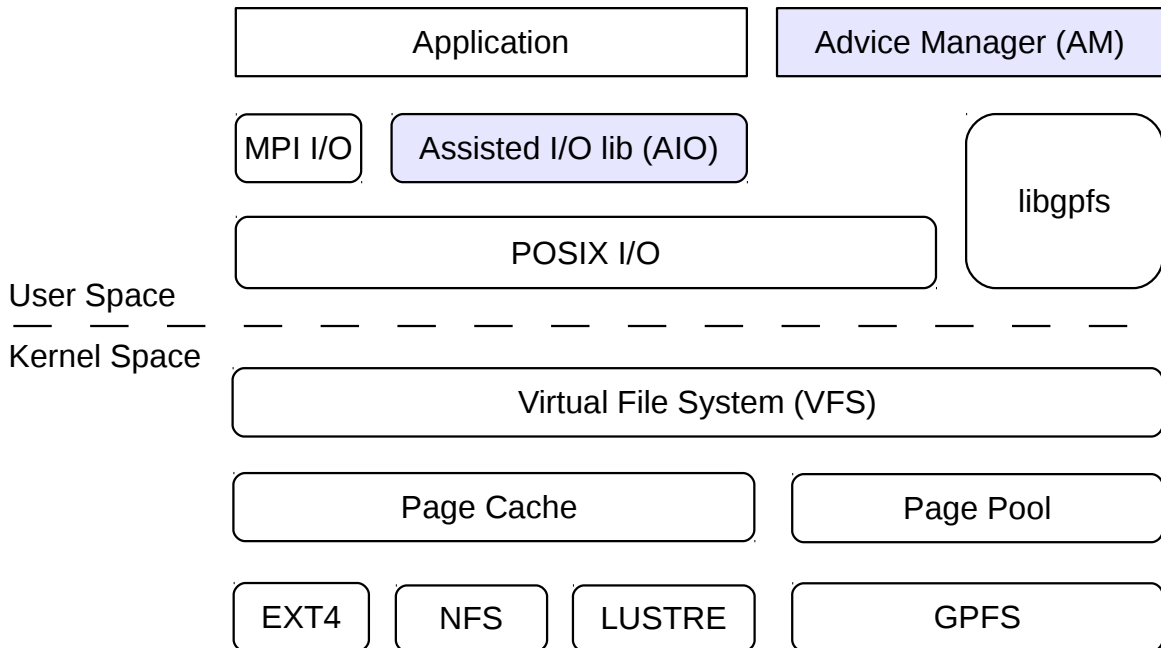 Application
Advice Manager (AM)
MPI I/O
Assisted I/O lib (AIO)
libgpfs
POSIX I/O
User Space
Kernel Space
Virtual File System (VFS)
Page Cache
Page Pool
EXT4
NFS
LUSTRE
GPFS